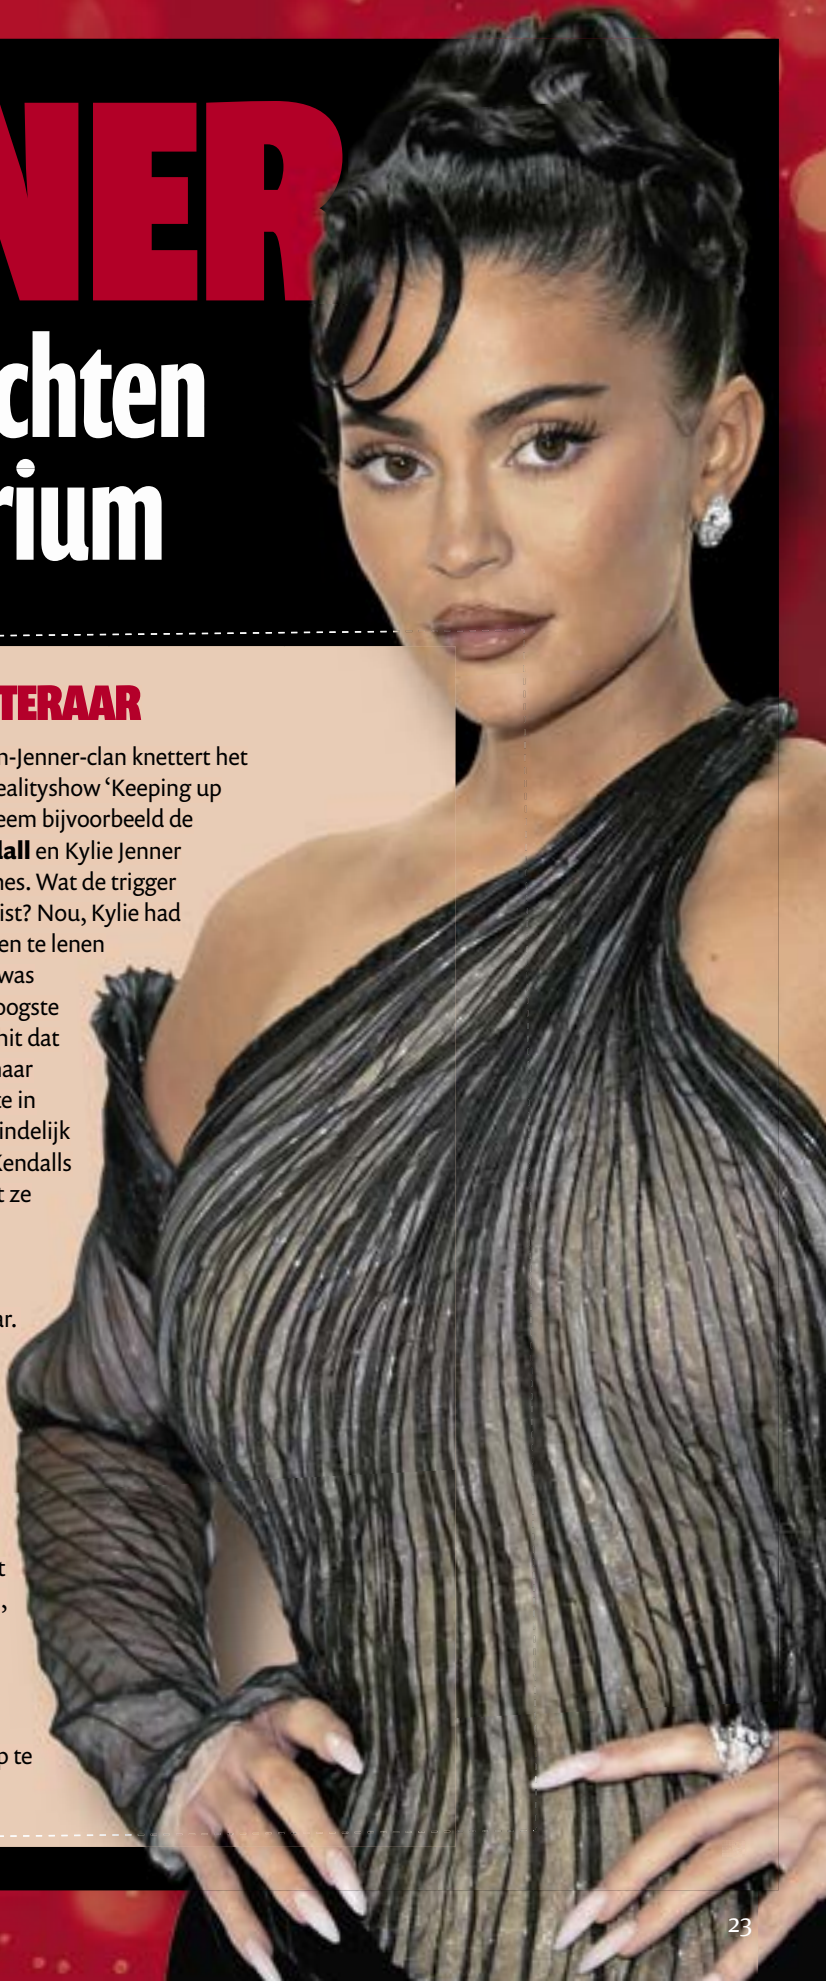 NER
chten
rium
TERAAR
n-Jenner-clan knettert het
ealityshow ‘Keeping up
eem bijvoorbeeld de
dall en Kylie Jenner
nes. Wat de trigger
ist? Nou, Kylie had
en te lenen
was
oogste
nit dat
naar
te in
indelijk
Kendalls
t ze
ar.
t
,
p te
23